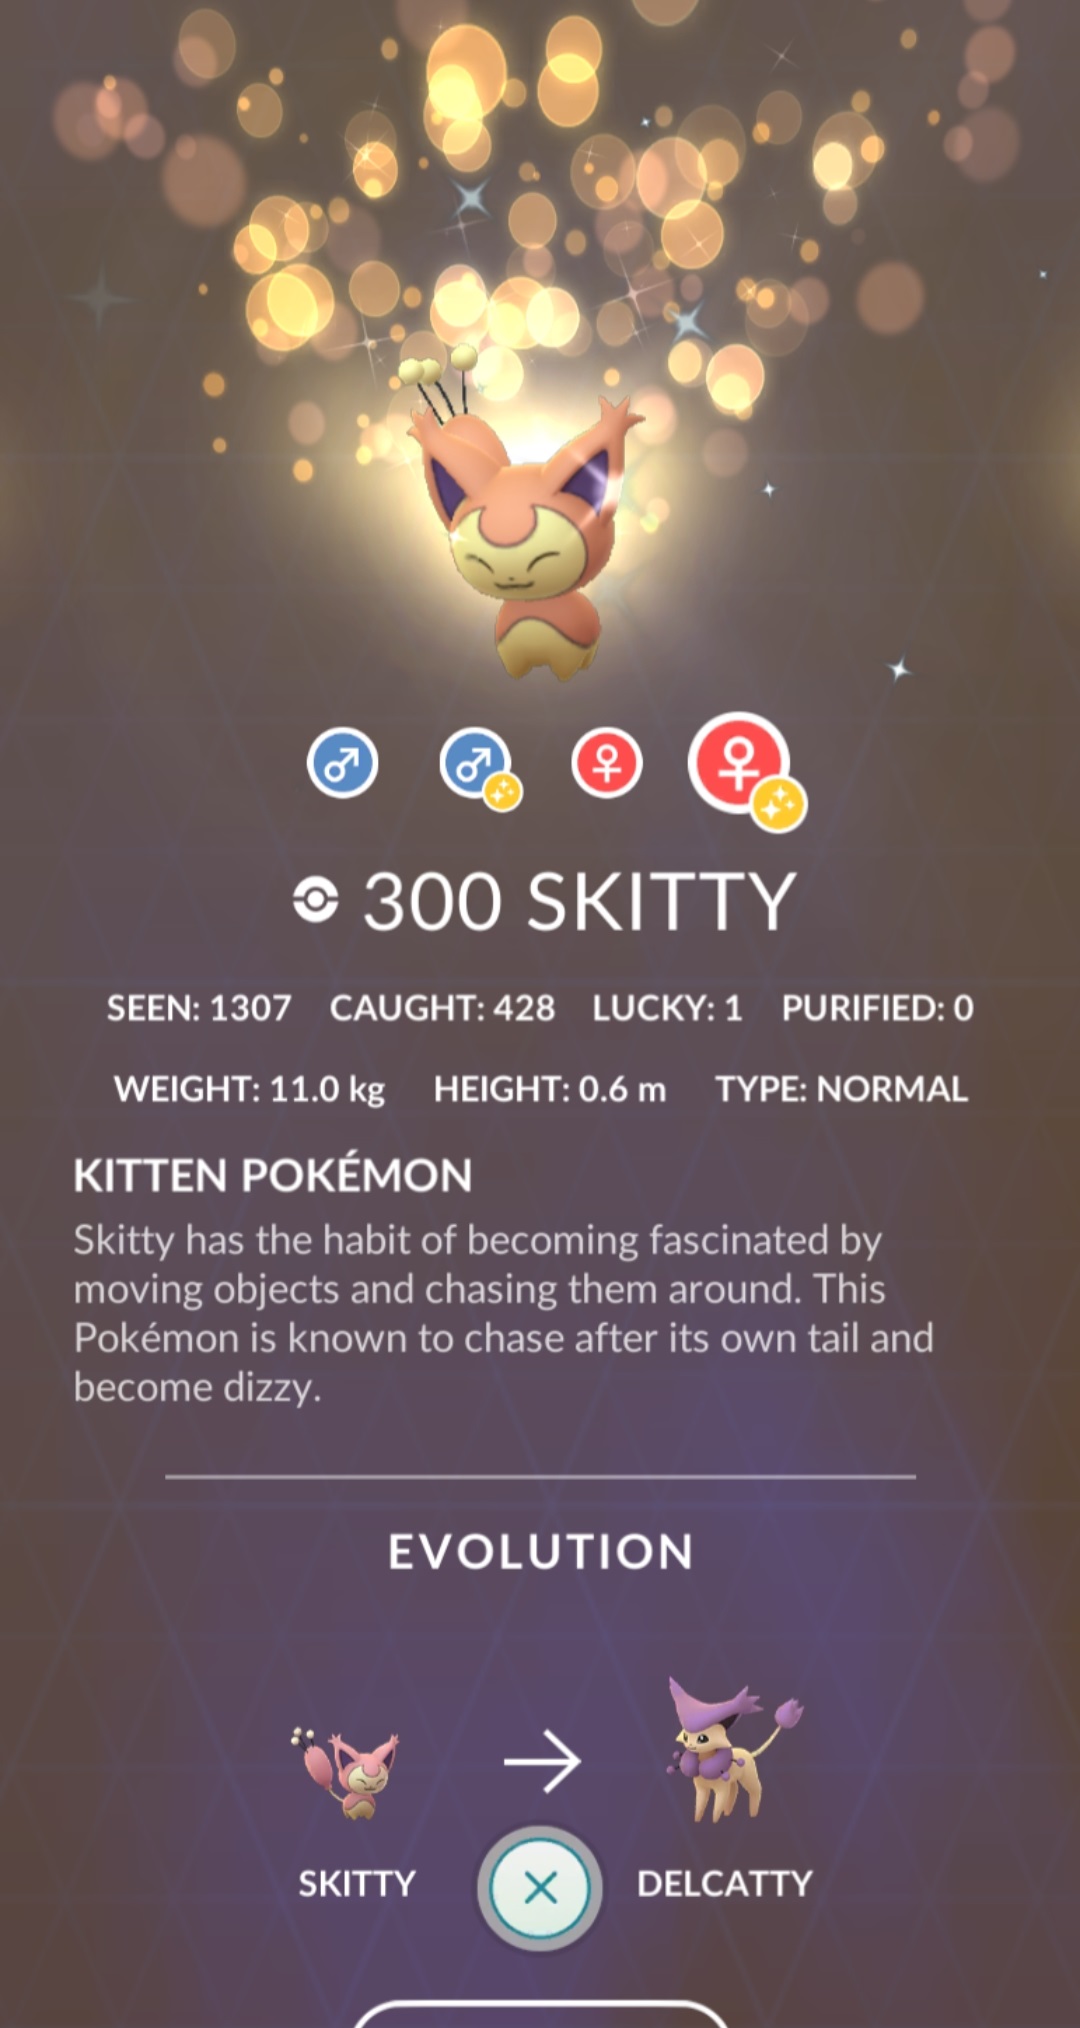 300 SKITTY
SEEN: 1307 CAUGHT: 428 LUCKY: 1 PURIFIED: 0
WEIGHT: 11.0 kg HEIGHT: 0.6 m TYPE: NORMAL
KITTEN POKÉMON
Skitty has the habit of becoming fascinated by
moving objects and chasing them around. This
Pokémon is known to chase after its own tail and
become dizzy.
EVOLUTION
SKITTY DELCATTY